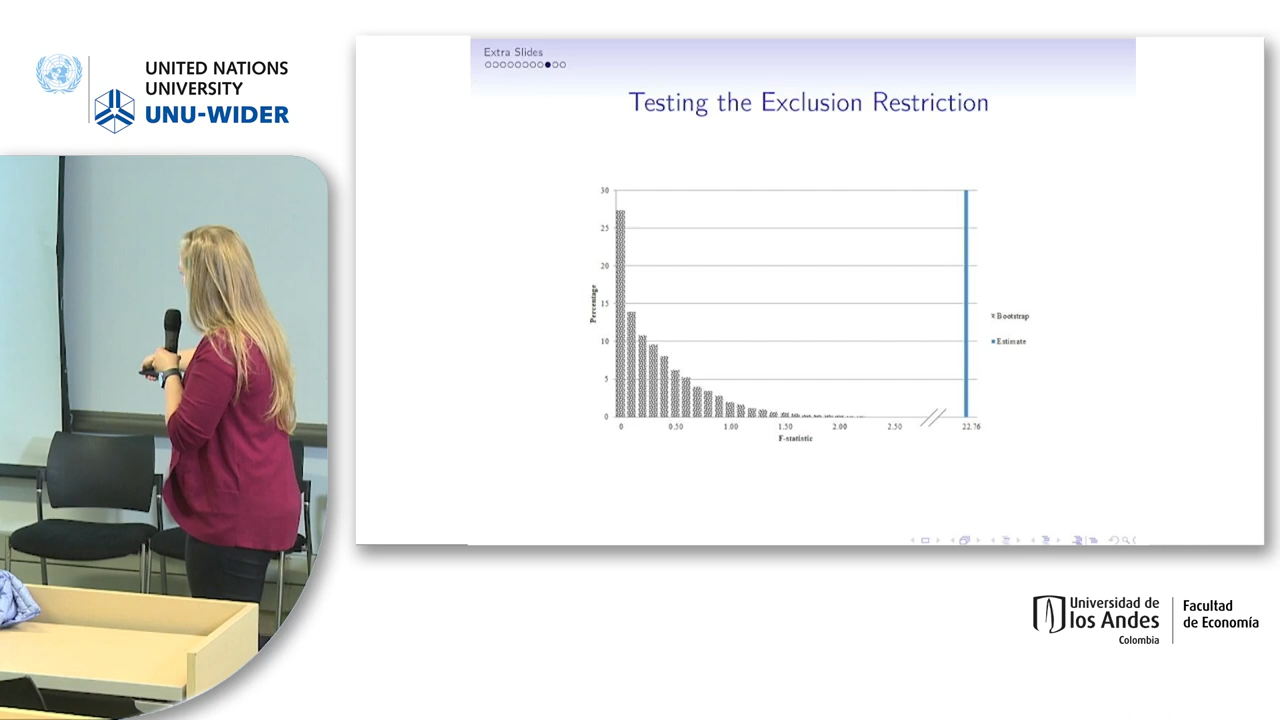 UNITED NATIONS
UNIVERSITY
UNU-WIDER
Extra Slides
Testing the Exclusion Restriction
30
25
20
15
10
5
0
Percentage
0
0.50
1.00
1.50
2.00
2.50
22.76
F-statistic
Bootstrap
Estimate
Universidad de
los Andes
Colombia
Facultad
de Economía